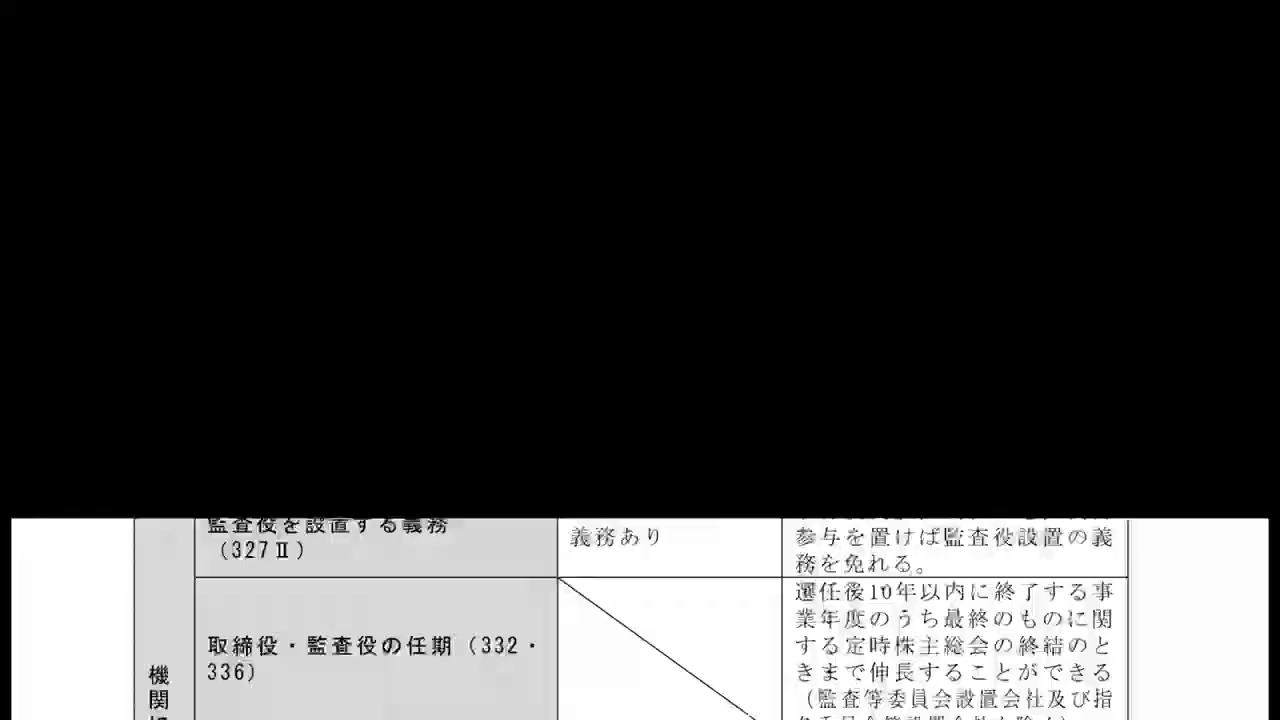 監査役を設置する義務
(327Ⅱ)
義務あり
参与を置けば監査役設置の義
務を免れる。
取締役・監査役の任期(332・
336)
選任後10年以内に終了する事
業年度のうち最終のものに関
する定時株主総会の終結のと
きまで伸長することができる
(監査等委員会設置会社及び指
機
関